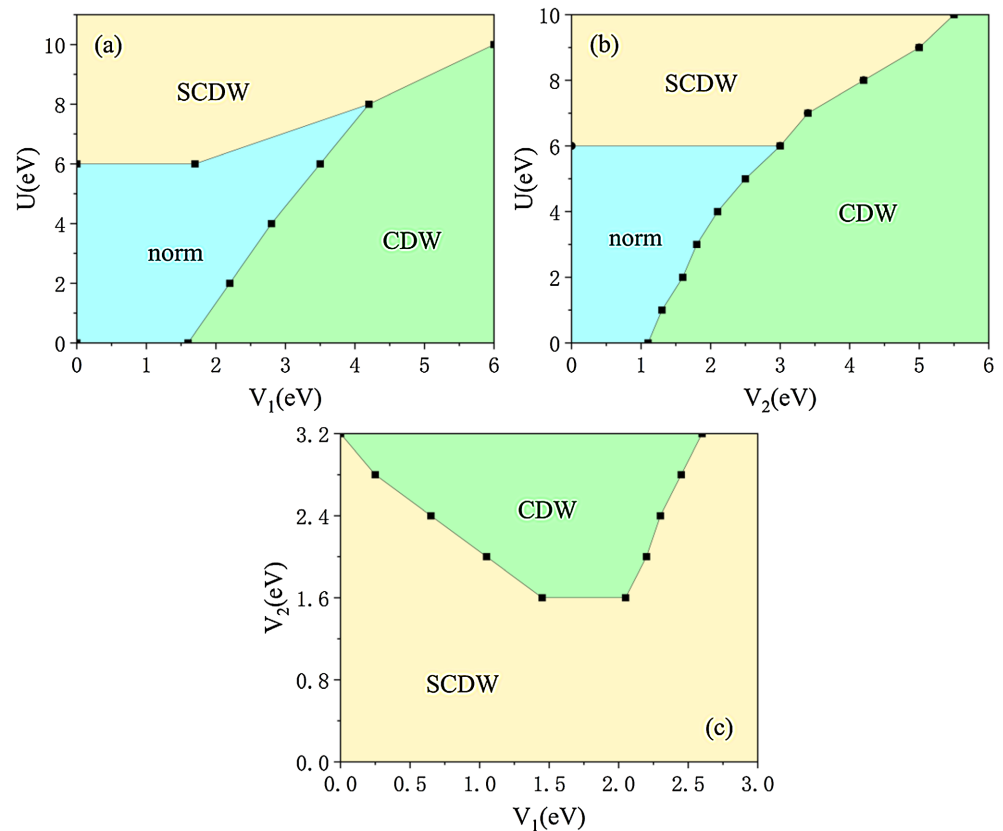 (a)
SCDW
norm
CDW
U(eV)
10
8
6
4
2
0
0 1 2 3 4 5 6
V1(eV)
(b)
SCDW
norm
CDW
U(eV)
10
8
6
4
2
0
0 1 2 3 4 5 6
V2(eV)
CDW
SCDW
(c)
V2(eV)
3.2
2.4
1.6
0.8
0.0
0.0 0.5 1.0 1.5 2.0 2.5 3.0
V1(eV)